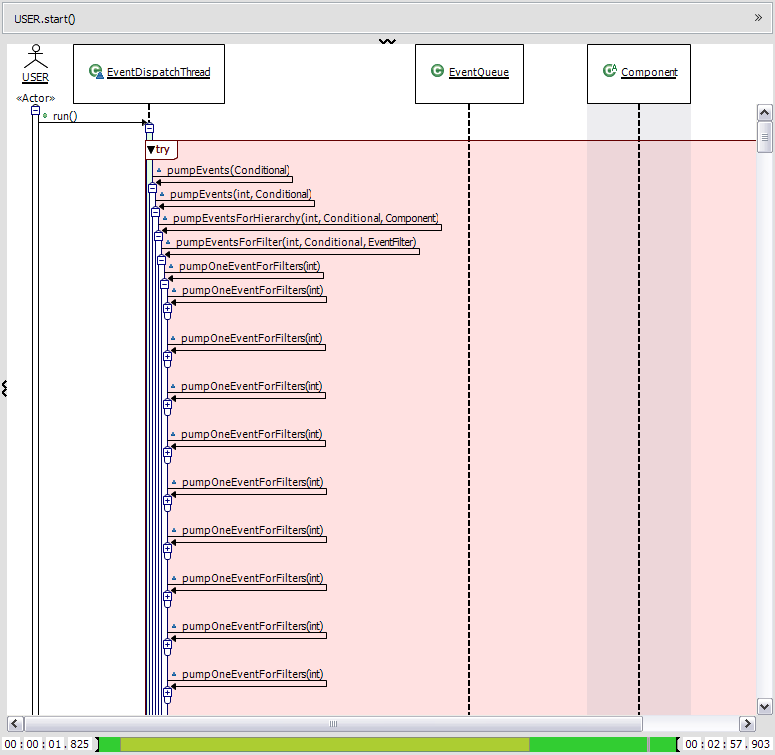 USER.start()
USER
EventDispatchThread
EventQueue
Component
«Actor»
run()
try
pumpEvents(Conditional)
pumpEvents(int, Conditional)
pumpEventsForHierarchy(int, Conditional, Component)
pumpEventsForFilter(int, Conditional, EventFilter)
pumpOneEventForFilters(int)
pumpOneEventForFilters(int)
pumpOneEventForFilters(int)
pumpOneEventForFilters(int)
pumpOneEventForFilters(int)
pumpOneEventForFilters(int)
pumpOneEventForFilters(int)
pumpOneEventForFilters(int)
pumpOneEventForFilters(int)
pumpOneEventForFilters(int)
00:00:01.825
00:02:57.903